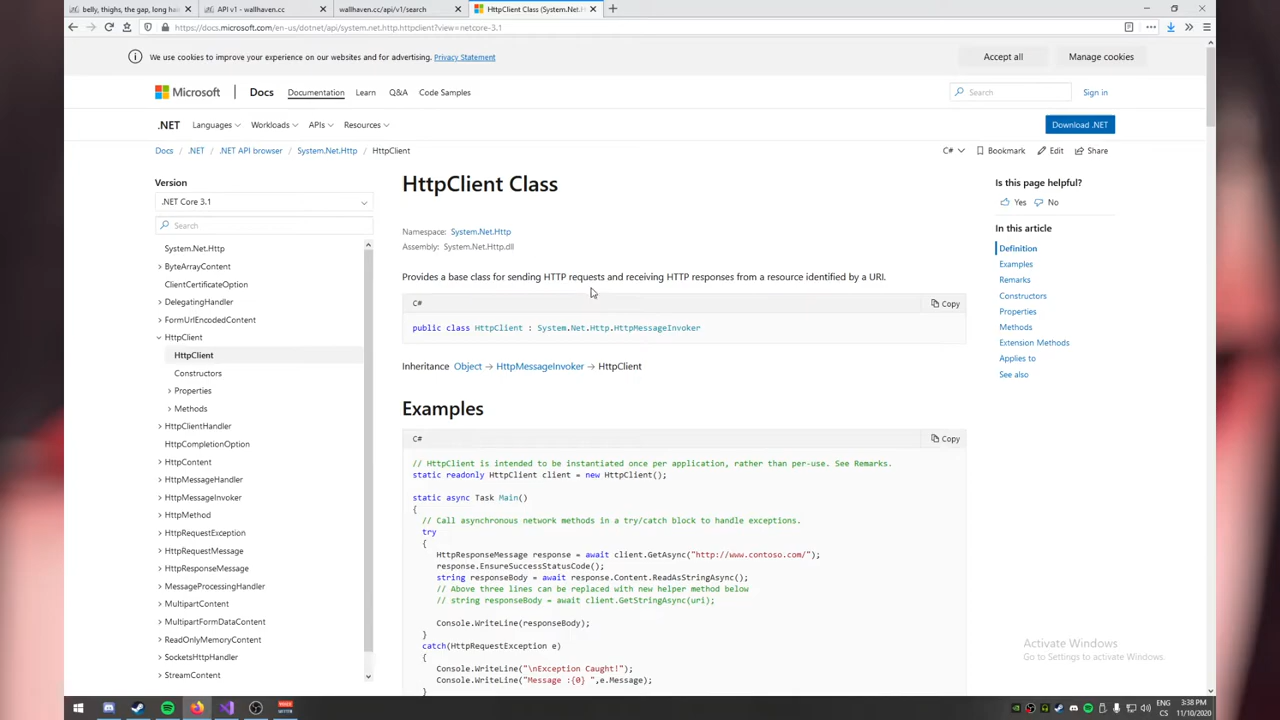 belly, thighs, the gap, long hai
API v1 - wallhaven.cc
wallhaven.cc/api/v1/search
HttpClient Class (System.Net.H
https://docs.microsoft.com/en-us/dotnet/api/system.net.http.httpclient?view=netcore-3.1
We use cookies to improve your experience on our websites and for advertising. Privacy Statement
Accept all
Manage cookies
Microsoft
Docs
Documentation
Learn
Q&A
Code Samples
Search
Sign in
.NET
Languages
Workloads
APIs
Resources
Download .NET
Docs / .NET / .NET API browser / System.Net.Http / HttpClient
C#
Bookmark
Edit
Share
Version
.NET Core 3.1
Search
System.Net.Http
ByteArrayContent
ClientCertificateOption
DelegatingHandler
FormUrlEncodedContent
HttpClient
HttpClient
Constructors
Properties
Methods
HttpClientHandler
HttpCompletionOption
HttpContent
HttpMessageHandler
HttpMessageInvoker
HttpMethod
HttpRequestException
HttpRequestMessage
HttpResponseMessage
MessageProcessingHandler
MultipartContent
MultipartFormDataContent
ReadOnlyMemoryContent
SocketsHttpHandler
StreamContent
HttpClient Class
Namespace: System.Net.Http
Assembly: System.Net.Http.dll
Provides a base class for sending HTTP requests and receiving HTTP responses from a resource identified by a URI.
C#
Copy
public class HttpClient : System.Net.Http.HttpMessageInvoker
Inheritance Object → HttpMessageInvoker → HttpClient
Examples
C#
Copy
// HttpClient is intended to be instantiated once per application, rather than per-use. See Remarks.
static readonly HttpClient client = new HttpClient();
static async Task Main()
{
// Call asynchronous network methods in a try/catch block to handle exceptions.
try
{
HttpResponseMessage response = await client.GetAsync("http://www.contoso.com/");
response.EnsureSuccessStatusCode();
string responseBody = await response.Content.ReadAsStringAsync();
// Above three lines can be replaced with new helper method below
// string responseBody = await client.GetStringAsync(uri);
Console.WriteLine(responseBody);
}
catch(HttpRequestException e)
{
Console.WriteLine("\nException Caught!");
Console.WriteLine("Message :{0} ",e.Message);
}
Is this page helpful?
Yes
No
In this article
Definition
Examples
Remarks
Constructors
Properties
Methods
Extension Methods
Applies to
See also
Activate Windows
Go to Settings to activate Windows.
ENG
CS
3:38 PM
11/10/2020